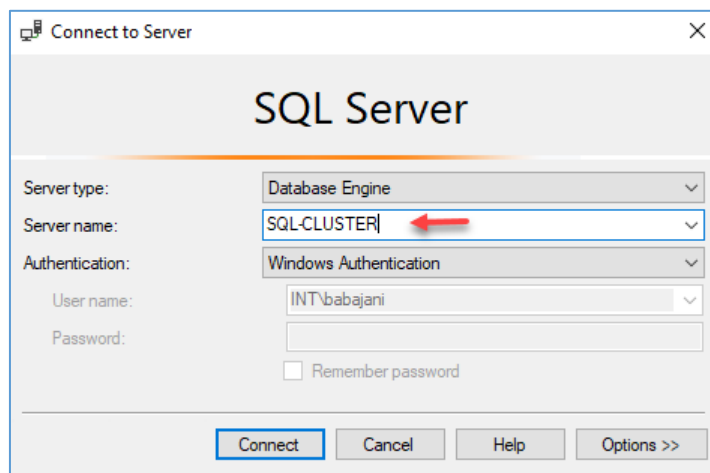 Connect to Server
SQL Server
Server type: Database Engine
Server name: SQL-CLUSTER
Authentication: Windows Authentication
User name: INT\babajani
Password:
Remember password
Connect Cancel Help Options >>